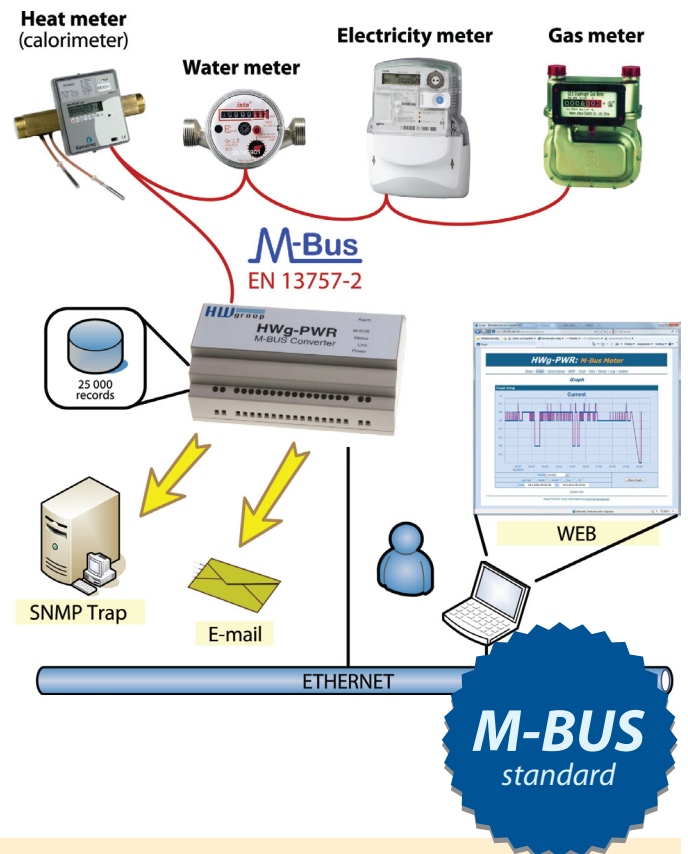 Heat meter
(calorimeter)
Water meter
Electricity meter
Gas meter
ista
M-Bus
EN 13757-2
HWgroup
HWg-PWR
M-BUS Converter
Alarm
M-BUS
Status
Link
Power
25 000
records
HWg-PWR: M-Bus Meter
Graph
Current
WEB
SNMP Trap
E-mail
ETHERNET
M-BUS
standard